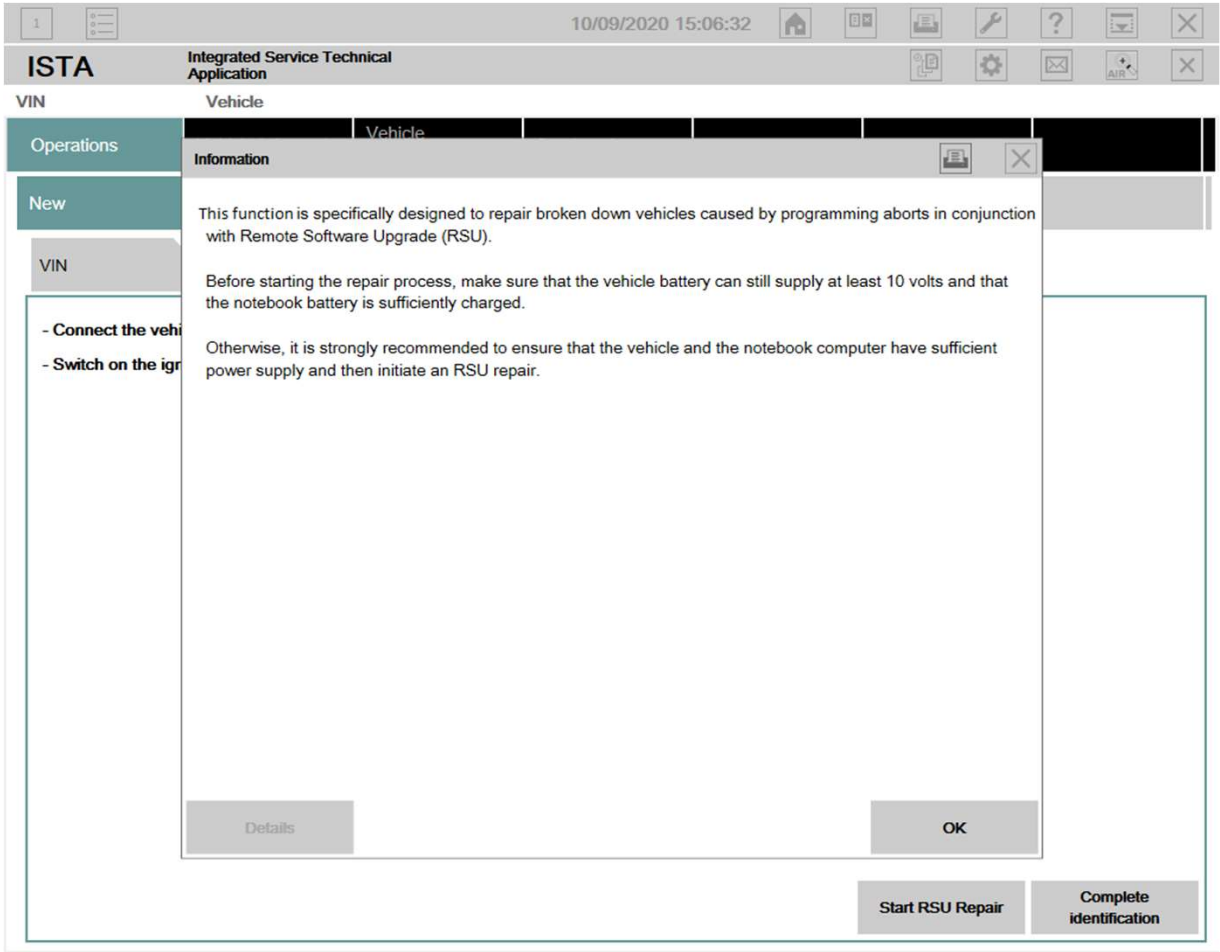 1
10/09/2020 15:06:32
?
ISTA
Integrated Service Technical
Application
AIR
VIN
Vehicle
Operations
Vehicle
Information
New
This function is specifically designed to repair broken down vehicles caused by programming aborts in conjunction
with Remote Software Upgrade (RSU).
VIN
Before starting the repair process, make sure that the vehicle battery can still supply at least 10 volts and that
the notebook battery is sufficiently charged.
- Connect the vehi
Otherwise, it is strongly recommended to ensure that the vehicle and the notebook computer have sufficient
- Switch on the igr
power supply and then initiate an RSU repair.
Details
OK
Start RSU Repair
Complete
identification